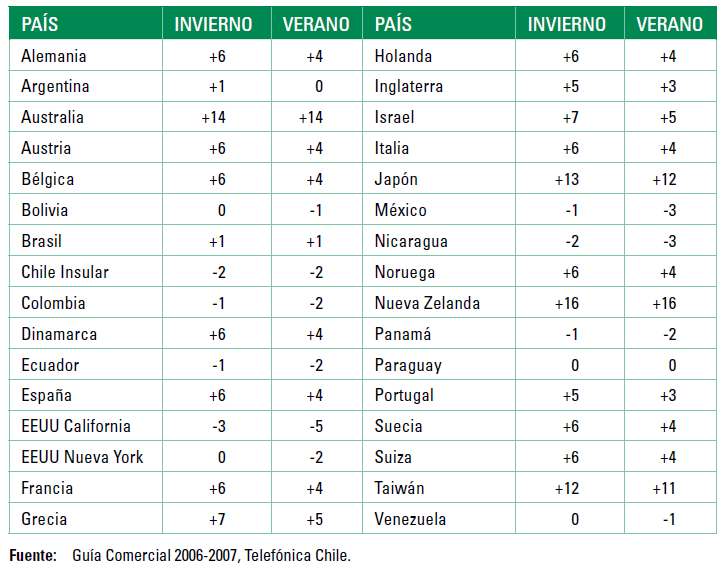 PAÍS INVIERNO VERANO PAÍS INVIERNO VERANO
Alemania +6 +4 Holanda +6 +4
Argentina +1 0 Inglaterra +5 +3
Australia +14 +14 Israel +7 +5
Austria +6 +4 Italia +6 +4
Bélgica +6 +4 Japón +13 +12
Bolivia 0 -1 México -1 -3
Brasil +1 +1 Nicaragua -2 -3
Chile Insular -2 -2 Noruega +6 +4
Colombia -1 -2 Nueva Zelanda +16 +16
Dinamarca +6 +4 Panamá -1 -2
Ecuador -1 -2 Paraguay 0 0
España +6 +4 Portugal +5 +3
EEUU California -3 -5 Suecia +6 +4
EEUU Nueva York 0 -2 Suiza +6 +4
Francia +6 +4 Taiwán +12 +11
Grecia +7 +5 Venezuela 0 -1
Fuente: Guía Comercial 2006-2007, Telefónica Chile.